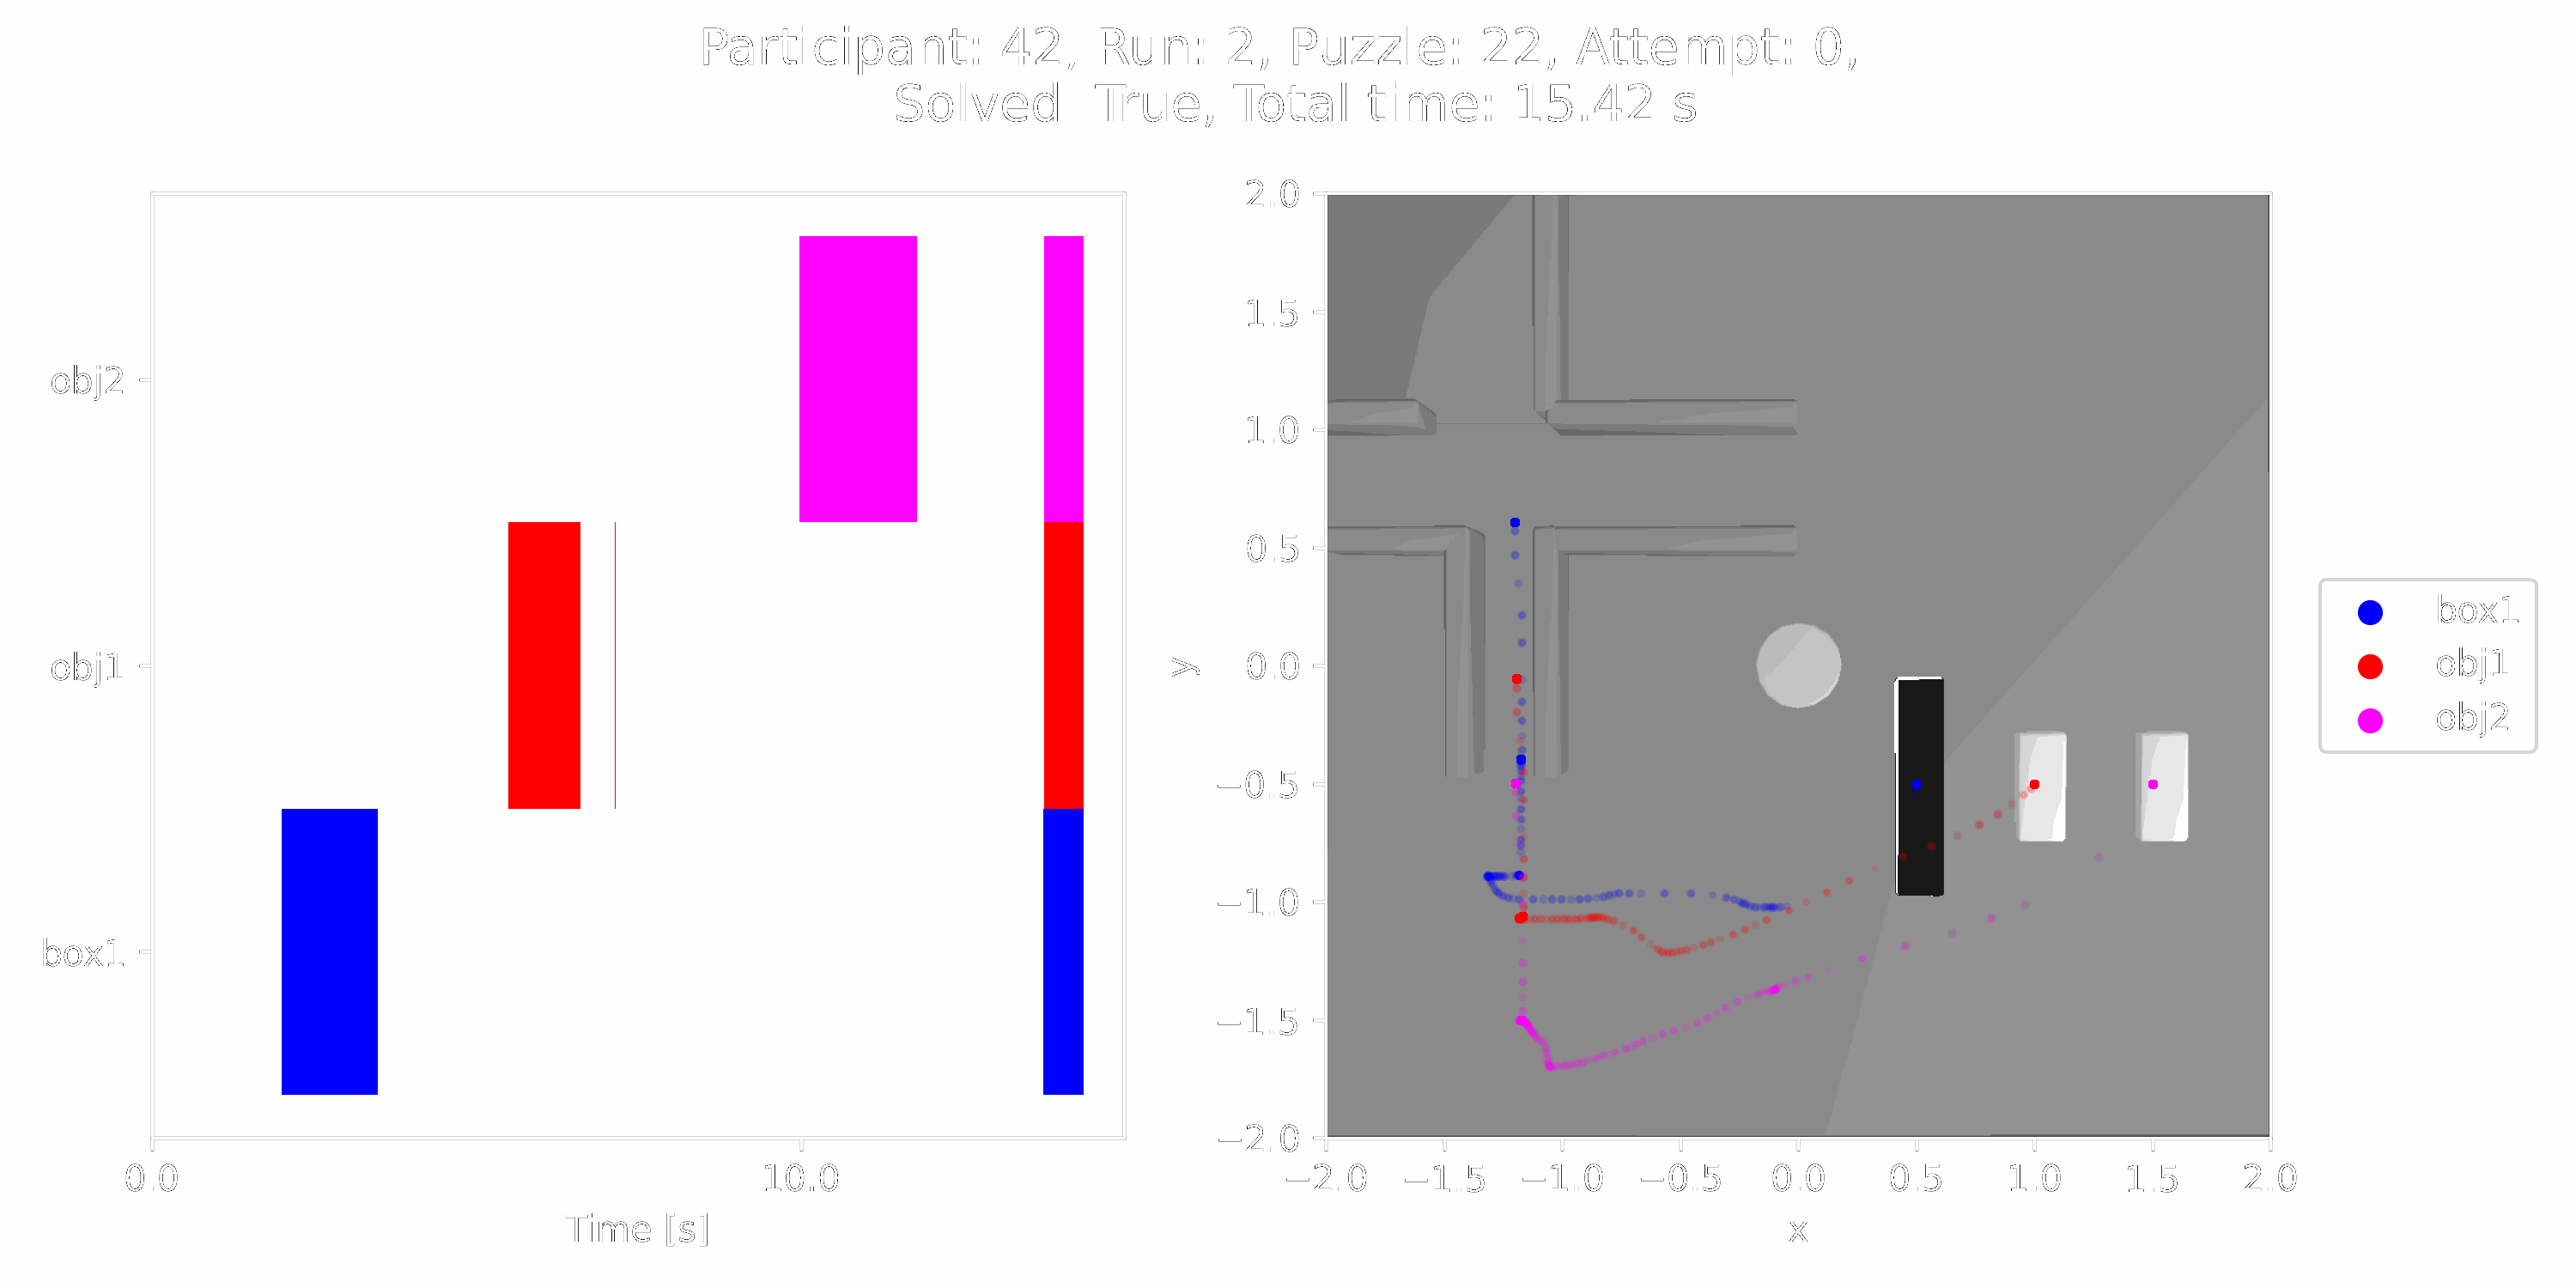 Participant: 42, Run: 2, Puzzle: 22, Attempt: 0,
Solved True, Total time: 15.42 s
obj2
obj1
box1
0.0
10.0
Time [s]
2.0
1.5
1.0
0.5
0.0
−0.5
−1.0
−1.5
−2.0
y
−2.0
−1.5
−1.0
−0.5
0.0
0.5
1.0
1.5
2.0
x
box1
obj1
obj2